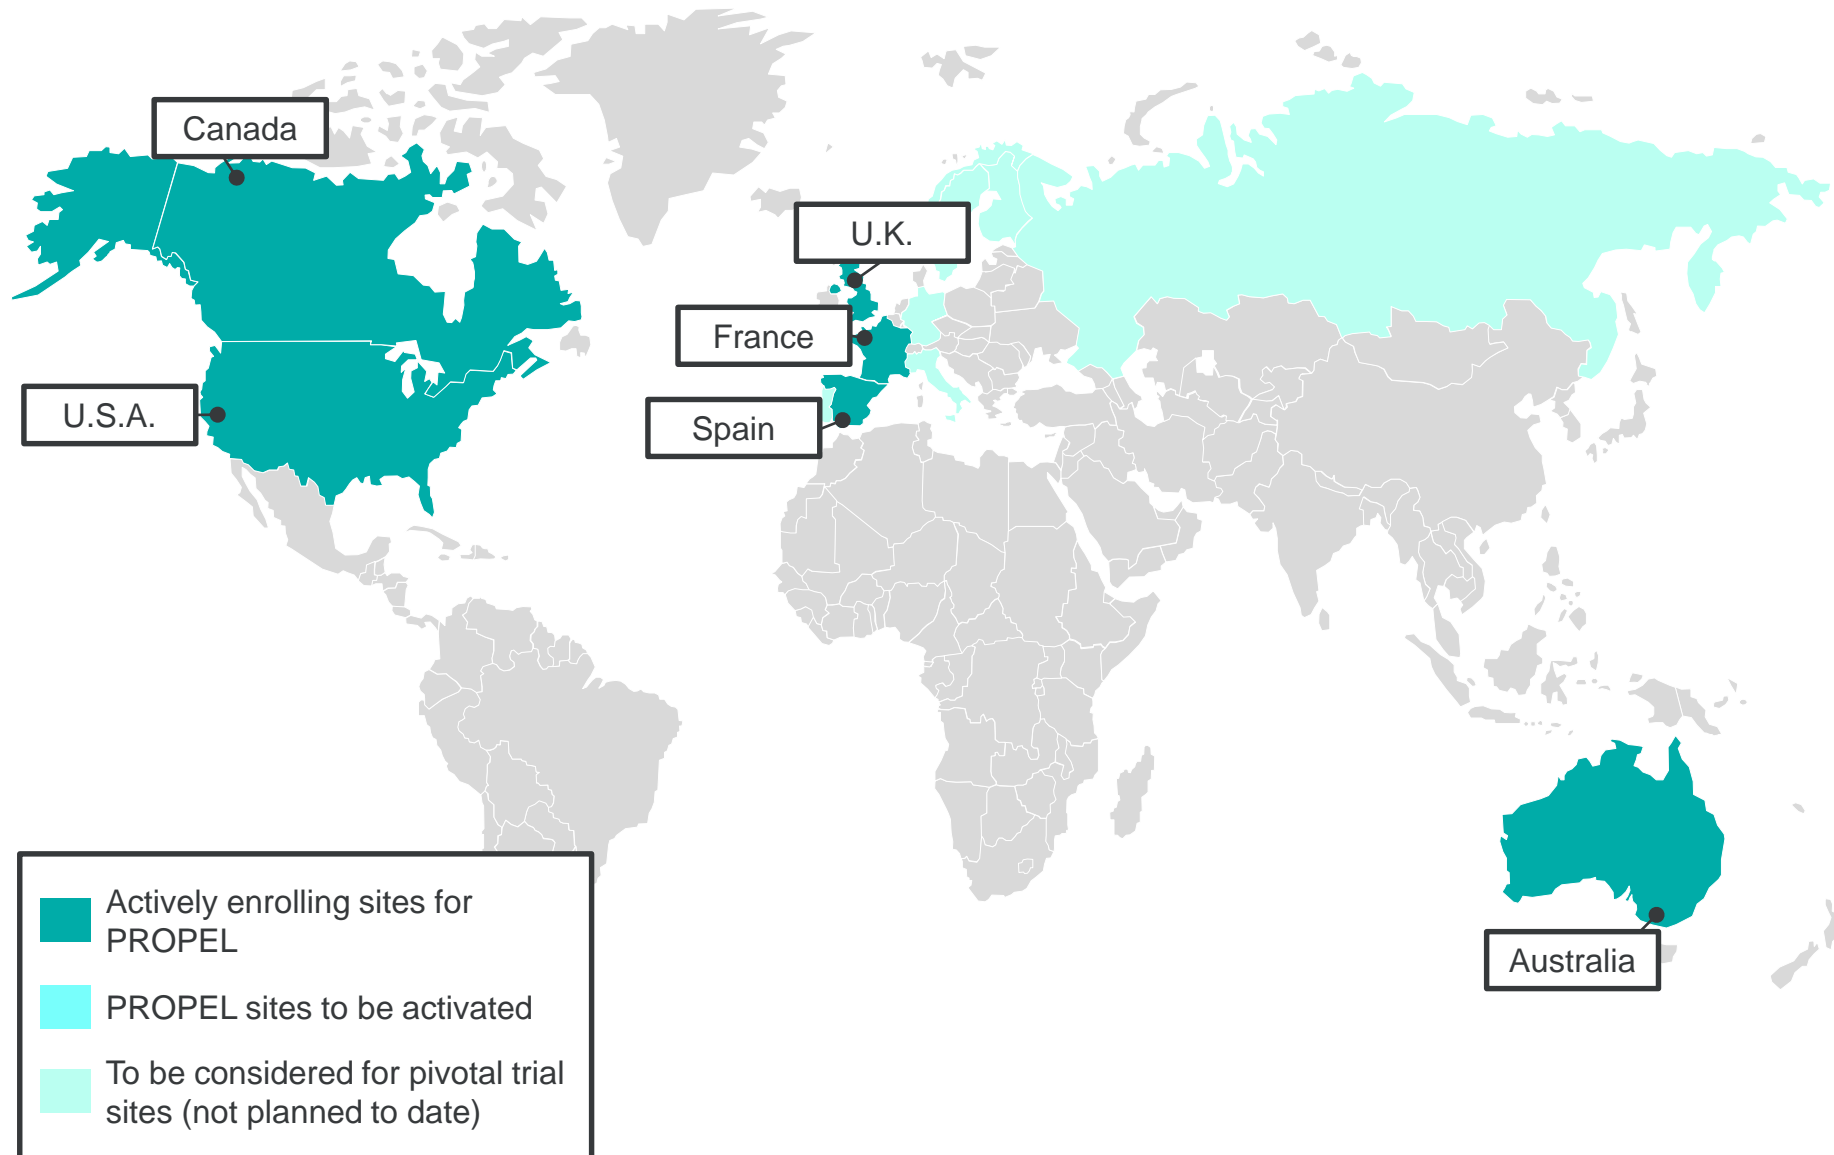 Canada
U.K.
France
U.S.A.
Spain
Actively enrolling sites for
PROPEL
Australia
PROPEL sites to be activated
To be considered for pivotal trial
sites (not planned to date)